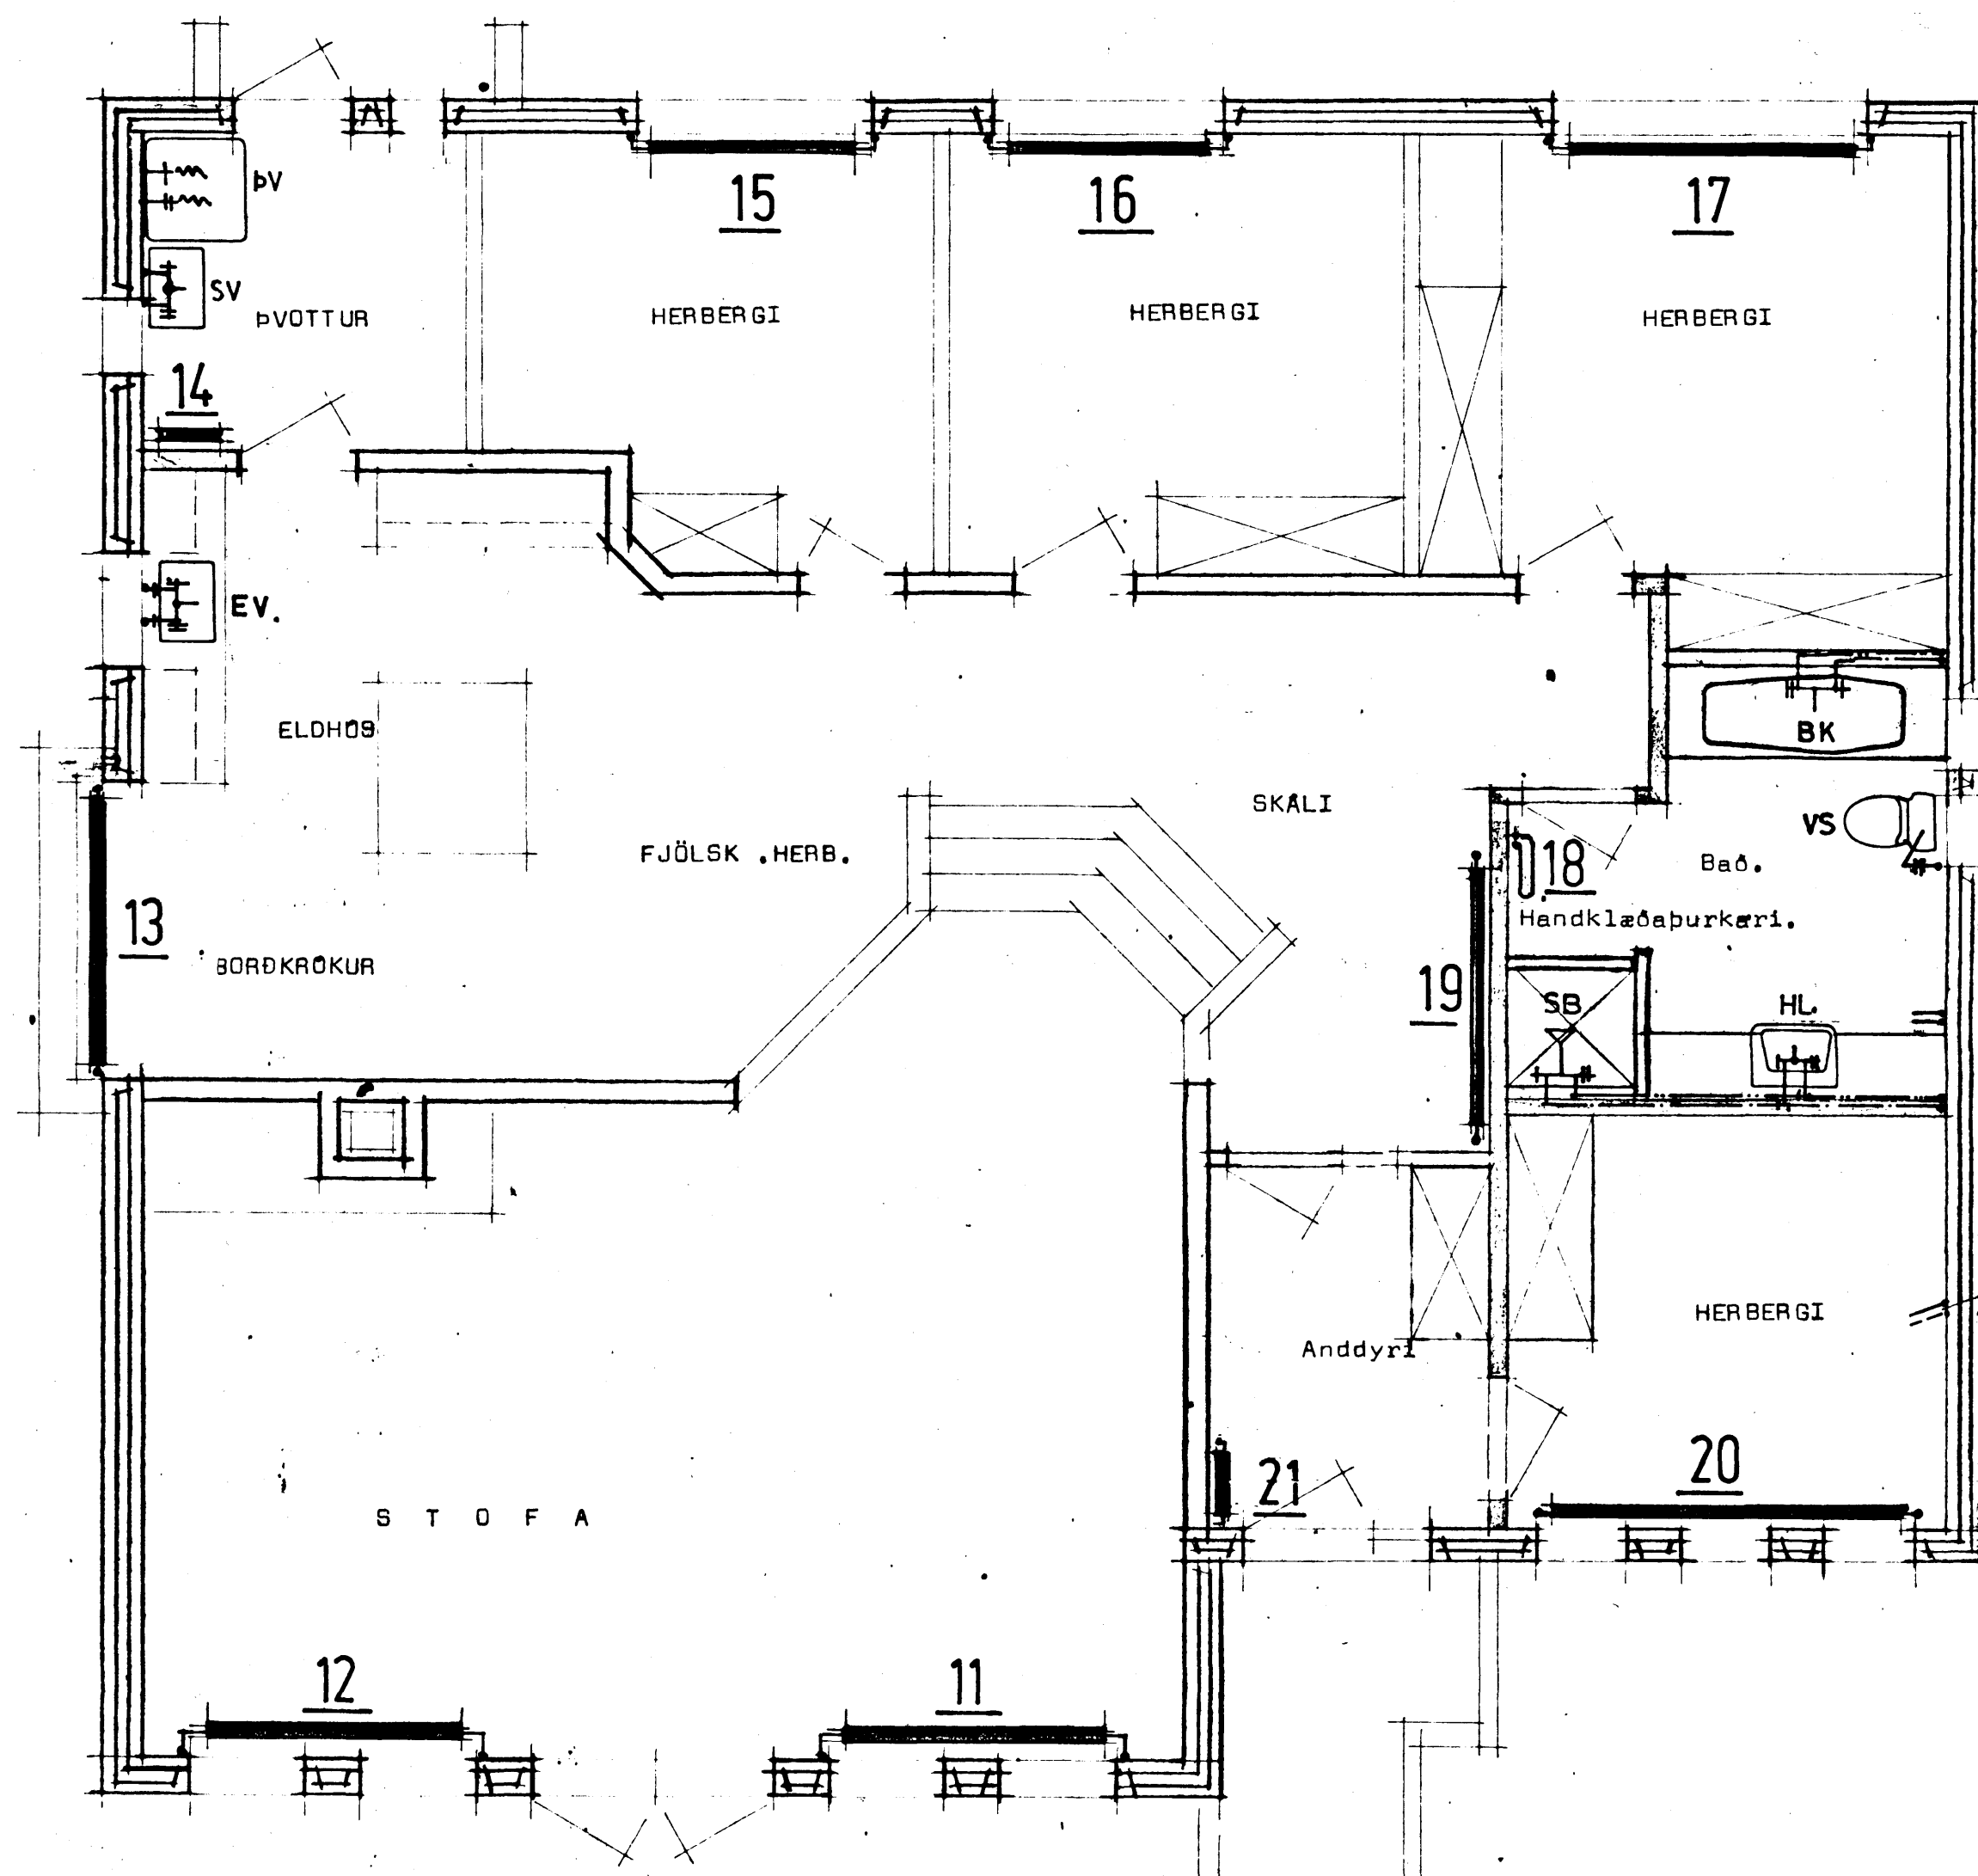 ÞV
15
16
17
SV
ÞVOTTUR
HERBERGI
HERBERGI
HERBERGI
14
EV.
ELDHÚS
BK
SKÁLI
VS
FJÖLSK .HERB.
18
Bað.
13
Handklæðaþurkæri.
BORÐKRÓKUR
19
SB
HL.
HERBERGI
Anddyri
20
21
S T O F A
12
11